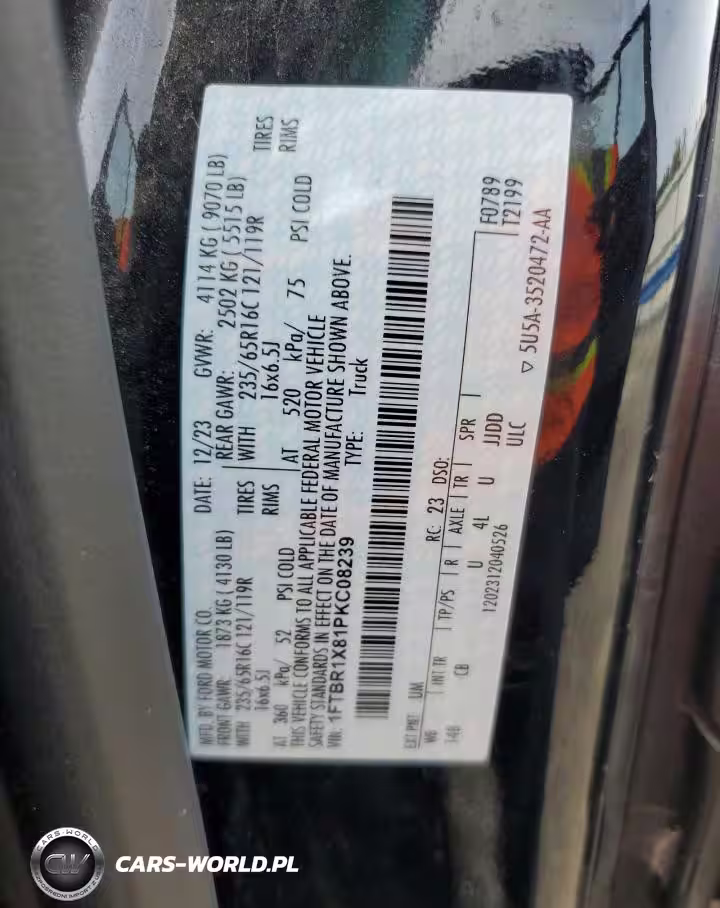 MFD. BY FORD MOTOR CO. DATE: 12/23 GVWR: 4114 KG ( 9070 LB)
FRONT GAWR: 1873 KG ( 4130 LB) REAR GAWR: 2502 KG ( 5515 LB)
WITH 235/65R16C 121/119R TIRES WITH 235/65R16C 121/119R TIRES
16x6.5J RIMS 16x6.5J RIMS
AT 360 kPa/ 52 PSI COLD AT 520 kPa/ 75 PSI COLD
THIS VEHICLE CONFORMS TO ALL APPLICABLE FEDERAL MOTOR VEHICLE
SAFETY STANDARDS IN EFFECT ON THE DATE OF MANUFACTURE SHOWN ABOVE.
VIN: 1FTBR1X81PKC08239 TYPE: Truck
EXT PNT: UM RC: 23 DSO: F0789
WB INT TR TP/PS R AXLE TR SPR T2199
148 CB U 4L U JJDD
ULC
1202312040526 ▽ 5U5A-3520472-AA
CARS-WORLD
CW
CARS-WORLD.PL